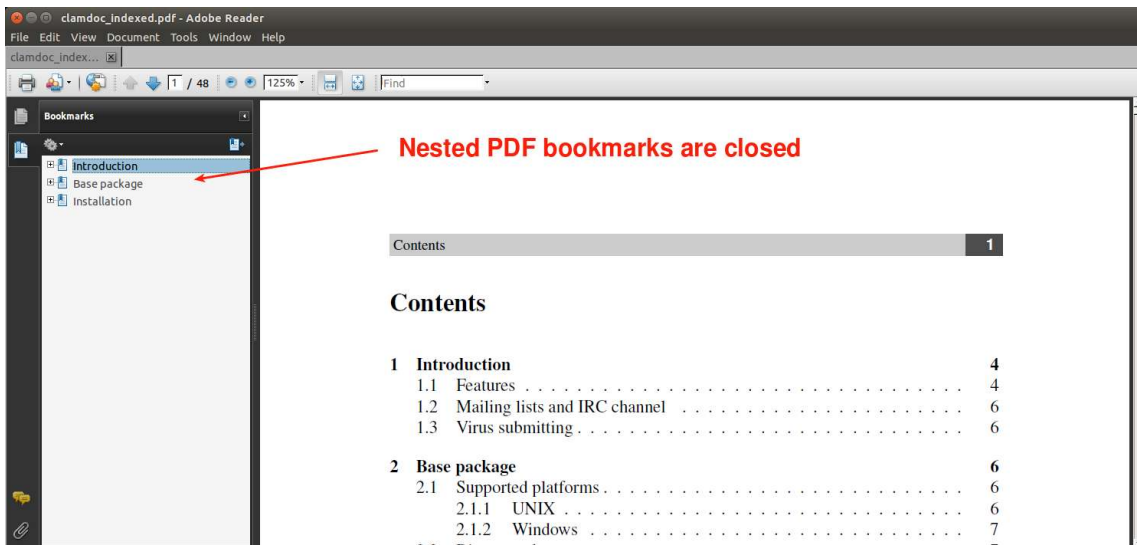 clamdoc_indexed.pdf - Adobe Reader
File Edit View Document Tools Window Help
clamdoc_index...
1 / 48 125% Find
Bookmarks
Introduction
Base package
Installation
Nested PDF bookmarks are closed
Contents 1
Contents
1 Introduction 4
1.1 Features . . . . . . . . . . . . . . . . . . . . . . . . . . . . . . . . . . 4
1.2 Mailing lists and IRC channel . . . . . . . . . . . . . . . . . . . . . . 6
1.3 Virus submitting . . . . . . . . . . . . . . . . . . . . . . . . . . . . . . 6
2 Base package 6
2.1 Supported platforms . . . . . . . . . . . . . . . . . . . . . . . . . . . . 6
2.1.1 UNIX . . . . . . . . . . . . . . . . . . . . . . . . . . . . . . . 6
2.1.2 Windows . . . . . . . . . . . . . . . . . . . . . . . . . . . . . 7